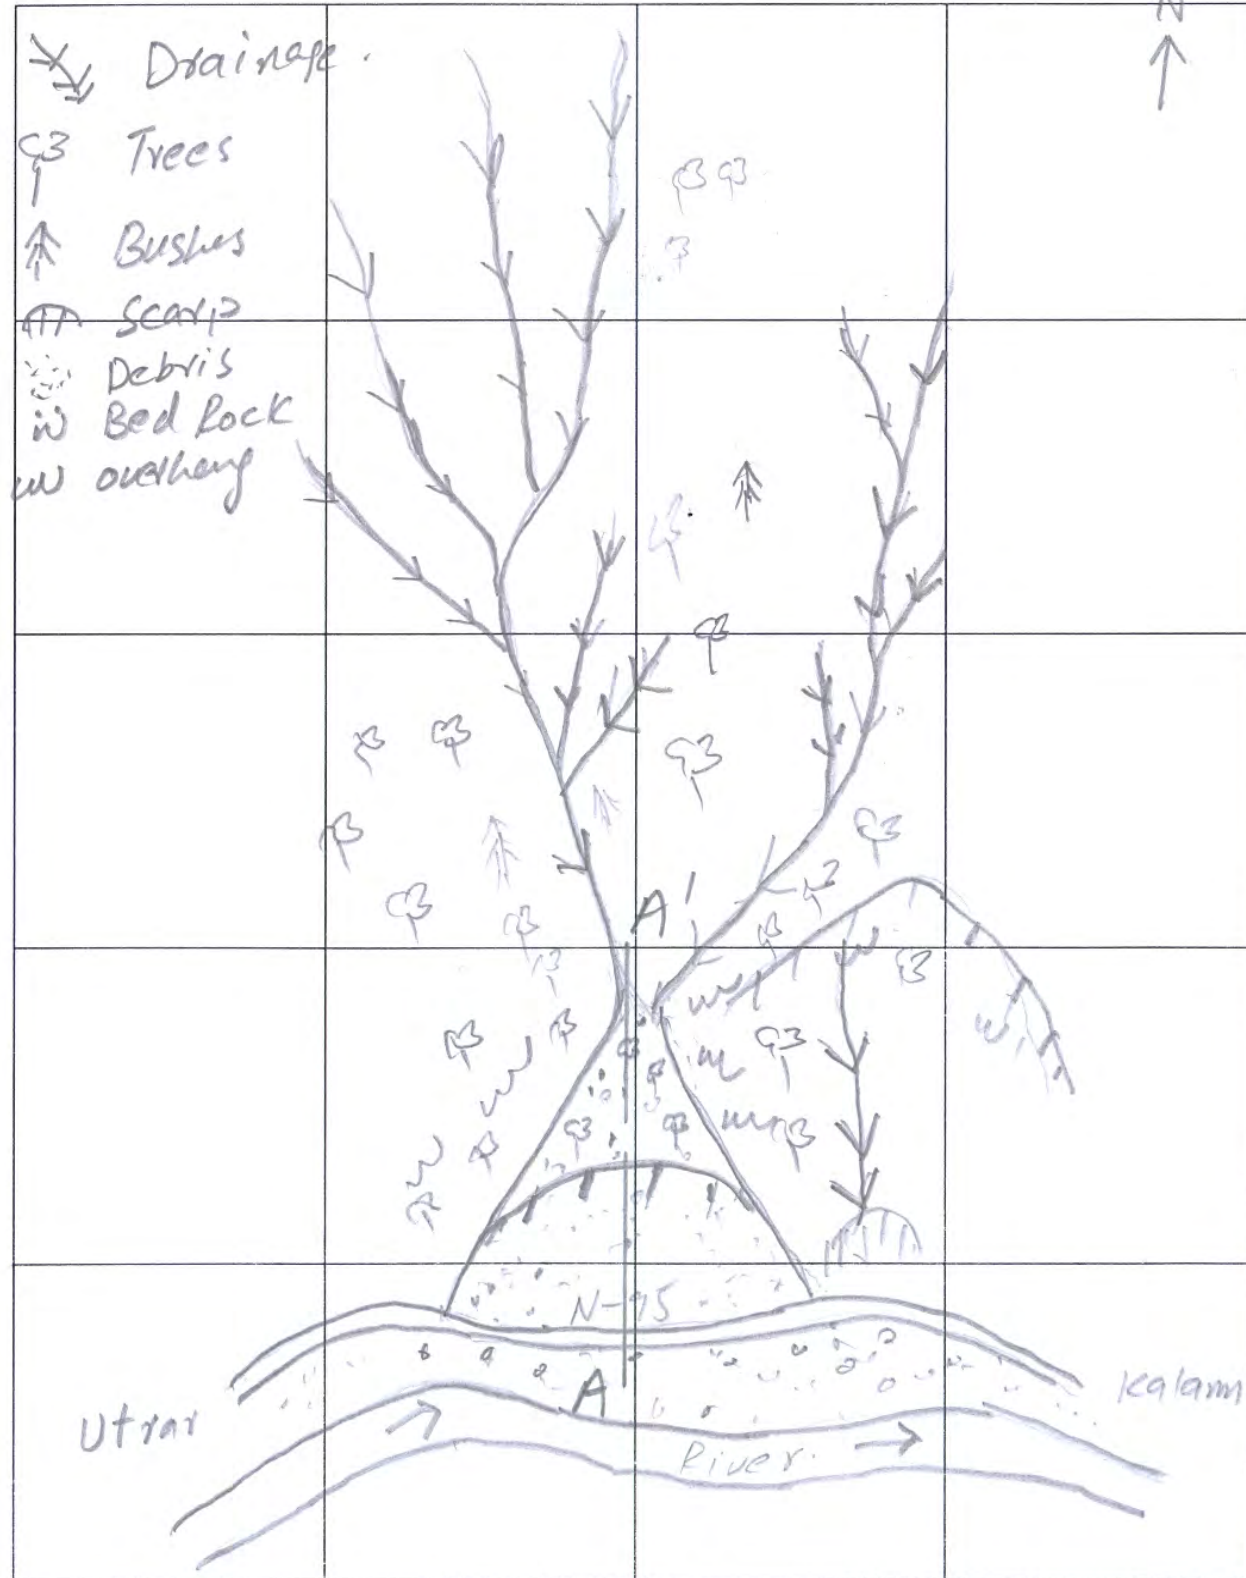 N
Drainage.
Trees
Bushes
Scarp
Debris
Bed Rock
overhang
A'
N-95
A
Utrar
Kalam
River.